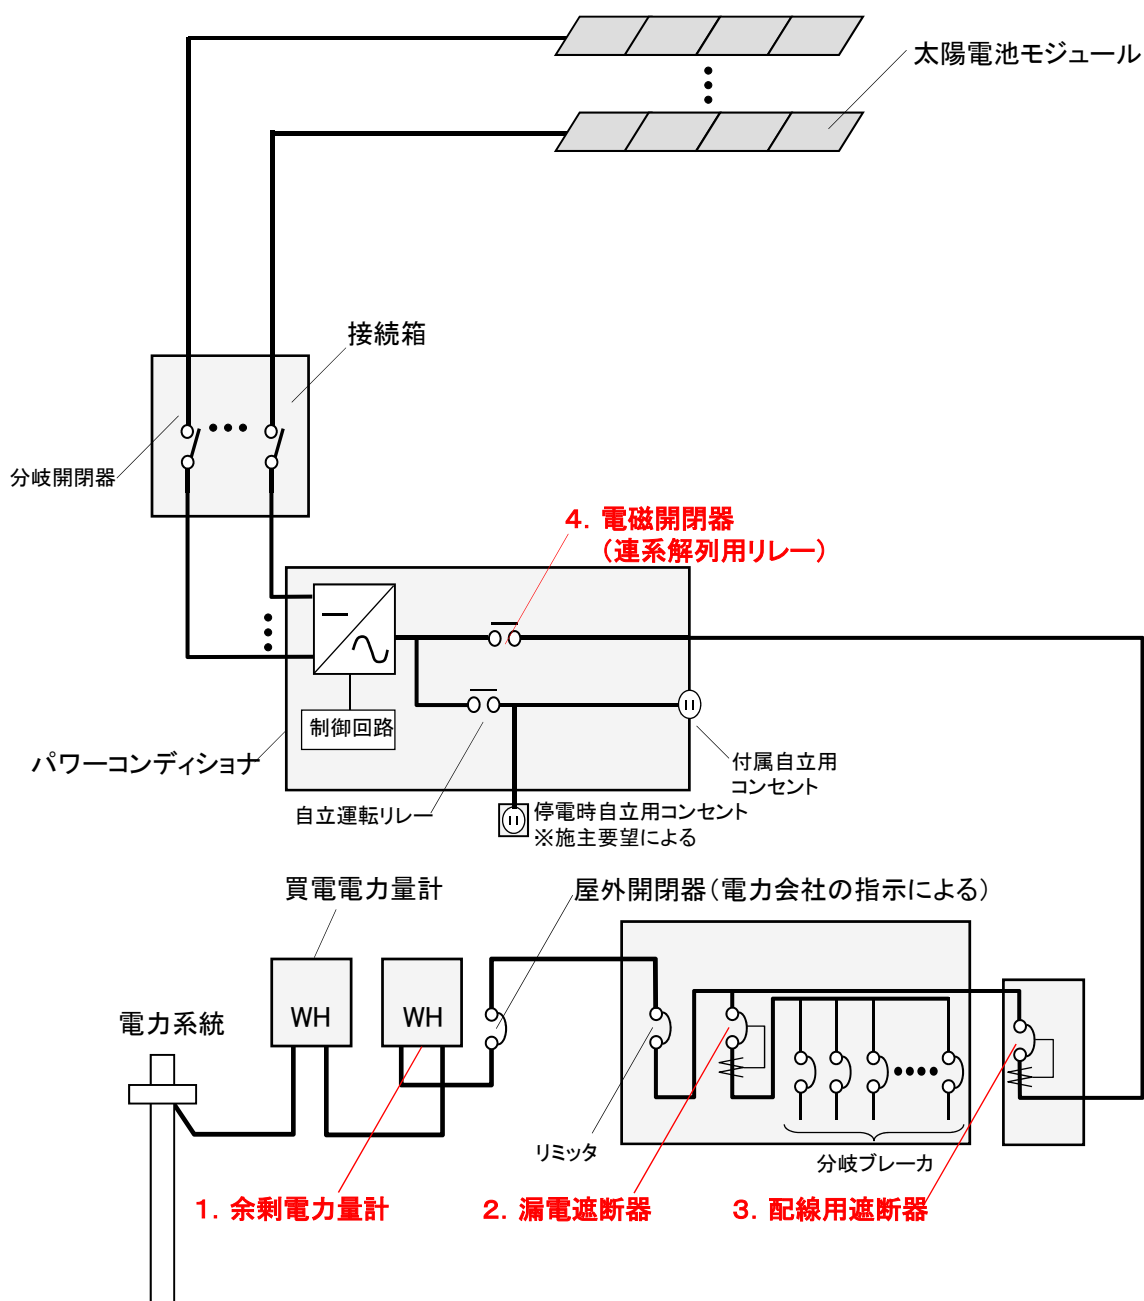 太陽電池モジュール
接続箱
分岐開閉器
4．電磁開閉器
（連系解列用リレー）
制御回路
パワーコンディショナ
付属自立用
コンセント
自立運転リレー
停電時自立用コンセント
※施主要望による
買電電力量計
屋外開閉器（電力会社の指示による）
WH
WH
電力系統
リミッタ
分岐ブレーカ
1．余剰電力量計
2．漏電遮断器
3．配線用遮断器